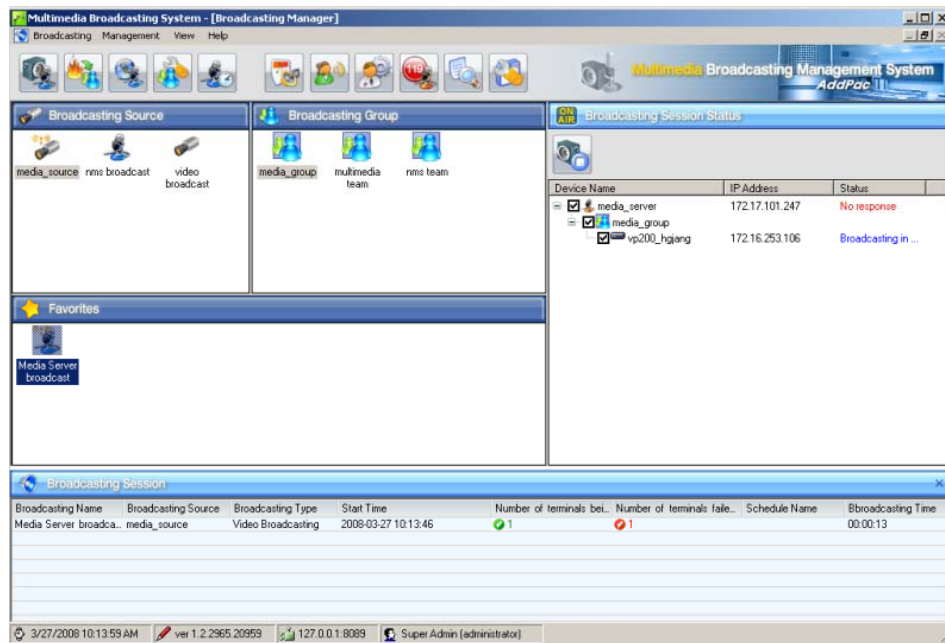 Multimedia Broadcasting System - [Broadcasting Manager]
Broadcasting Management View Help
119
Multimedia Broadcasting Management System
AddPac
Broadcasting Source
media_source
nms broadcast
video
broadcast
Broadcasting Group
media_group
multimedia
team
nms team
Favorites
Media Server
broadcast
ON
AIR
Broadcasting Session Status
Device Name IP Address Status
media_server 172.17.101.247 No response
media_group
vp200_hgjang 172.16.253.106 Broadcasting in ...
Broadcasting Session
Broadcasting Name Broadcasting Source Broadcasting Type Start Time Number of terminals bei... Number of terminals faile... Schedule Name Bbroadcasting Time
Media Server broadca... media_source Video Broadcasting 2008-03-27 10:13:46 1 1 00:00:13
3/27/2008 10:13:59 AM ver 1.2.2965.20959 127.0.0.1:8089 Super Admin (administrator)